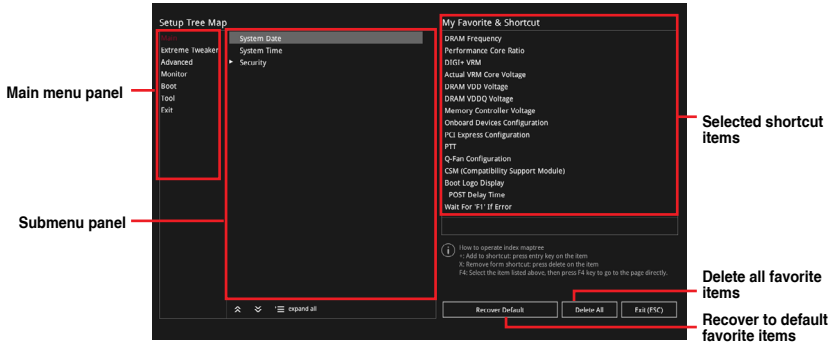 Setup Tree Map
Main
Extreme Tweaker
Advanced
Monitor
Boot
Tool
Exit
System Date
System Time
Security
expand all
My Favorite & Shortcut
DRAM Frequency
Performance Core Ratio
DIGI+ VRM
Actual VRM Core Voltage
DRAM VDD Voltage
DRAM VDDQ Voltage
Memory Controller Voltage
Onboard Devices Configuration
PCI Express Configuration
PTT
Q-Fan Configuration
CSM (Compatibility Support Module)
Boot Logo Display
POST Delay Time
Wait For 'F1' If Error
How to operate index maptree
+: Add to shortcut: press entry key on the item
X: Remove form shortcut: press delete on the item
F4: Select the item listed above, then press F4 key to go to the page directly.
Recover Default
Delete All
Exit (ESC)
Main menu panel
Submenu panel
Selected shortcut
items
Delete all favorite
items
Recover to default
favorite items